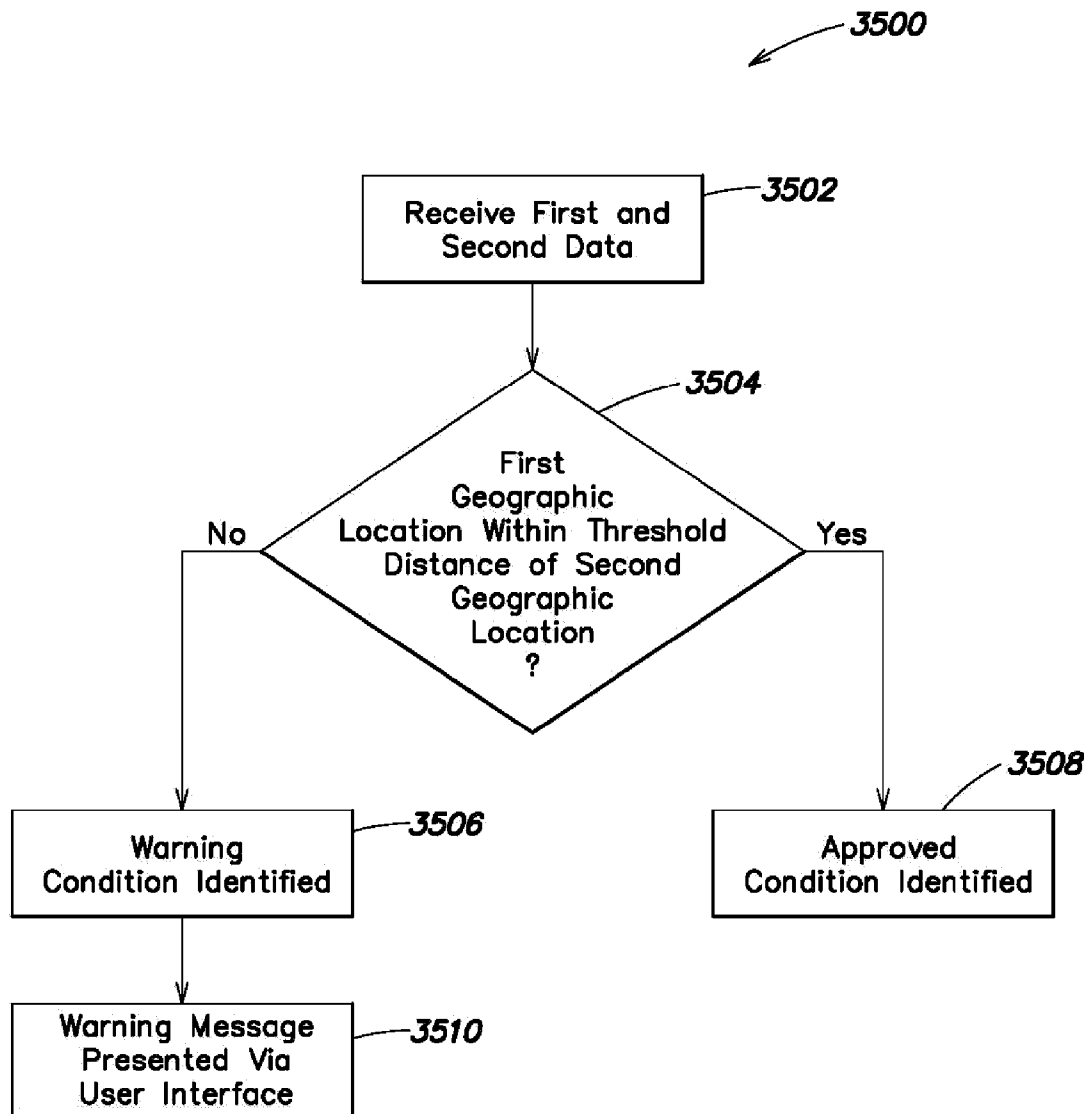 3500
3502
Receive First and
Second Data
3504
First
Geographic
Location Within Threshold
Distance of Second
Geographic
Location
?
No
Yes
3506
Warning
Condition Identified
3508
Approved
Condition Identified
3510
Warning Message
Presented Via
User Interface